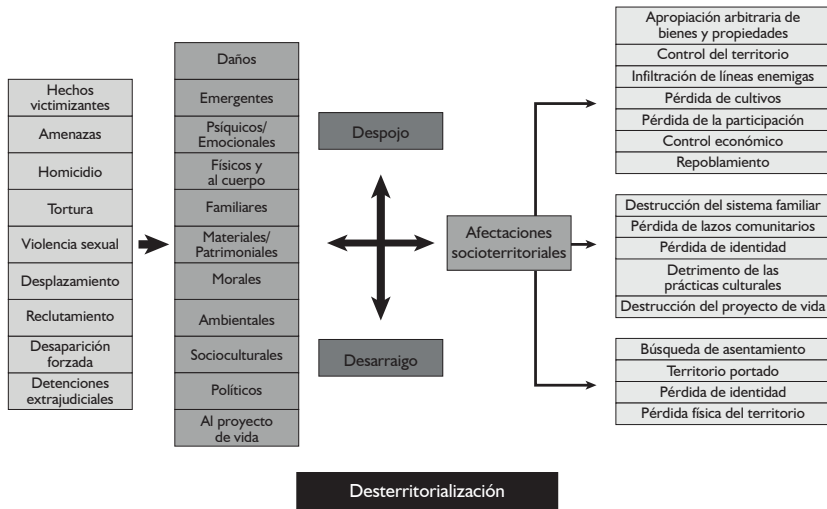 Hechos
victimizantes
Amenazas
Homicidio
Tortura
Violencia sexual
Desplazamiento
Reclutamiento
Desaparición
forzada
Detenciones
extrajudiciales
Daños
Emergentes
Psíquicos/
Emocionales
Físicos y
al cuerpo
Familiares
Materiales/
Patrimoniales
Morales
Ambientales
Socioculturales
Políticos
Al proyecto
de vida
Despojo
Desarraigo
Afectaciones
socioterritoriales
Apropiación arbitraria de
bienes y propiedades
Control del territorio
Infiltración de líneas enemigas
Pérdida de cultivos
Pérdida de la participación
Control económico
Repoblamiento
Destrucción del sistema familiar
Pérdida de lazos comunitarios
Pérdida de identidad
Detrimento de las
prácticas culturales
Destrucción del proyecto de vida
Búsqueda de asentamiento
Territorio portado
Pérdida de identidad
Pérdida física del territorio
Desterritorialización